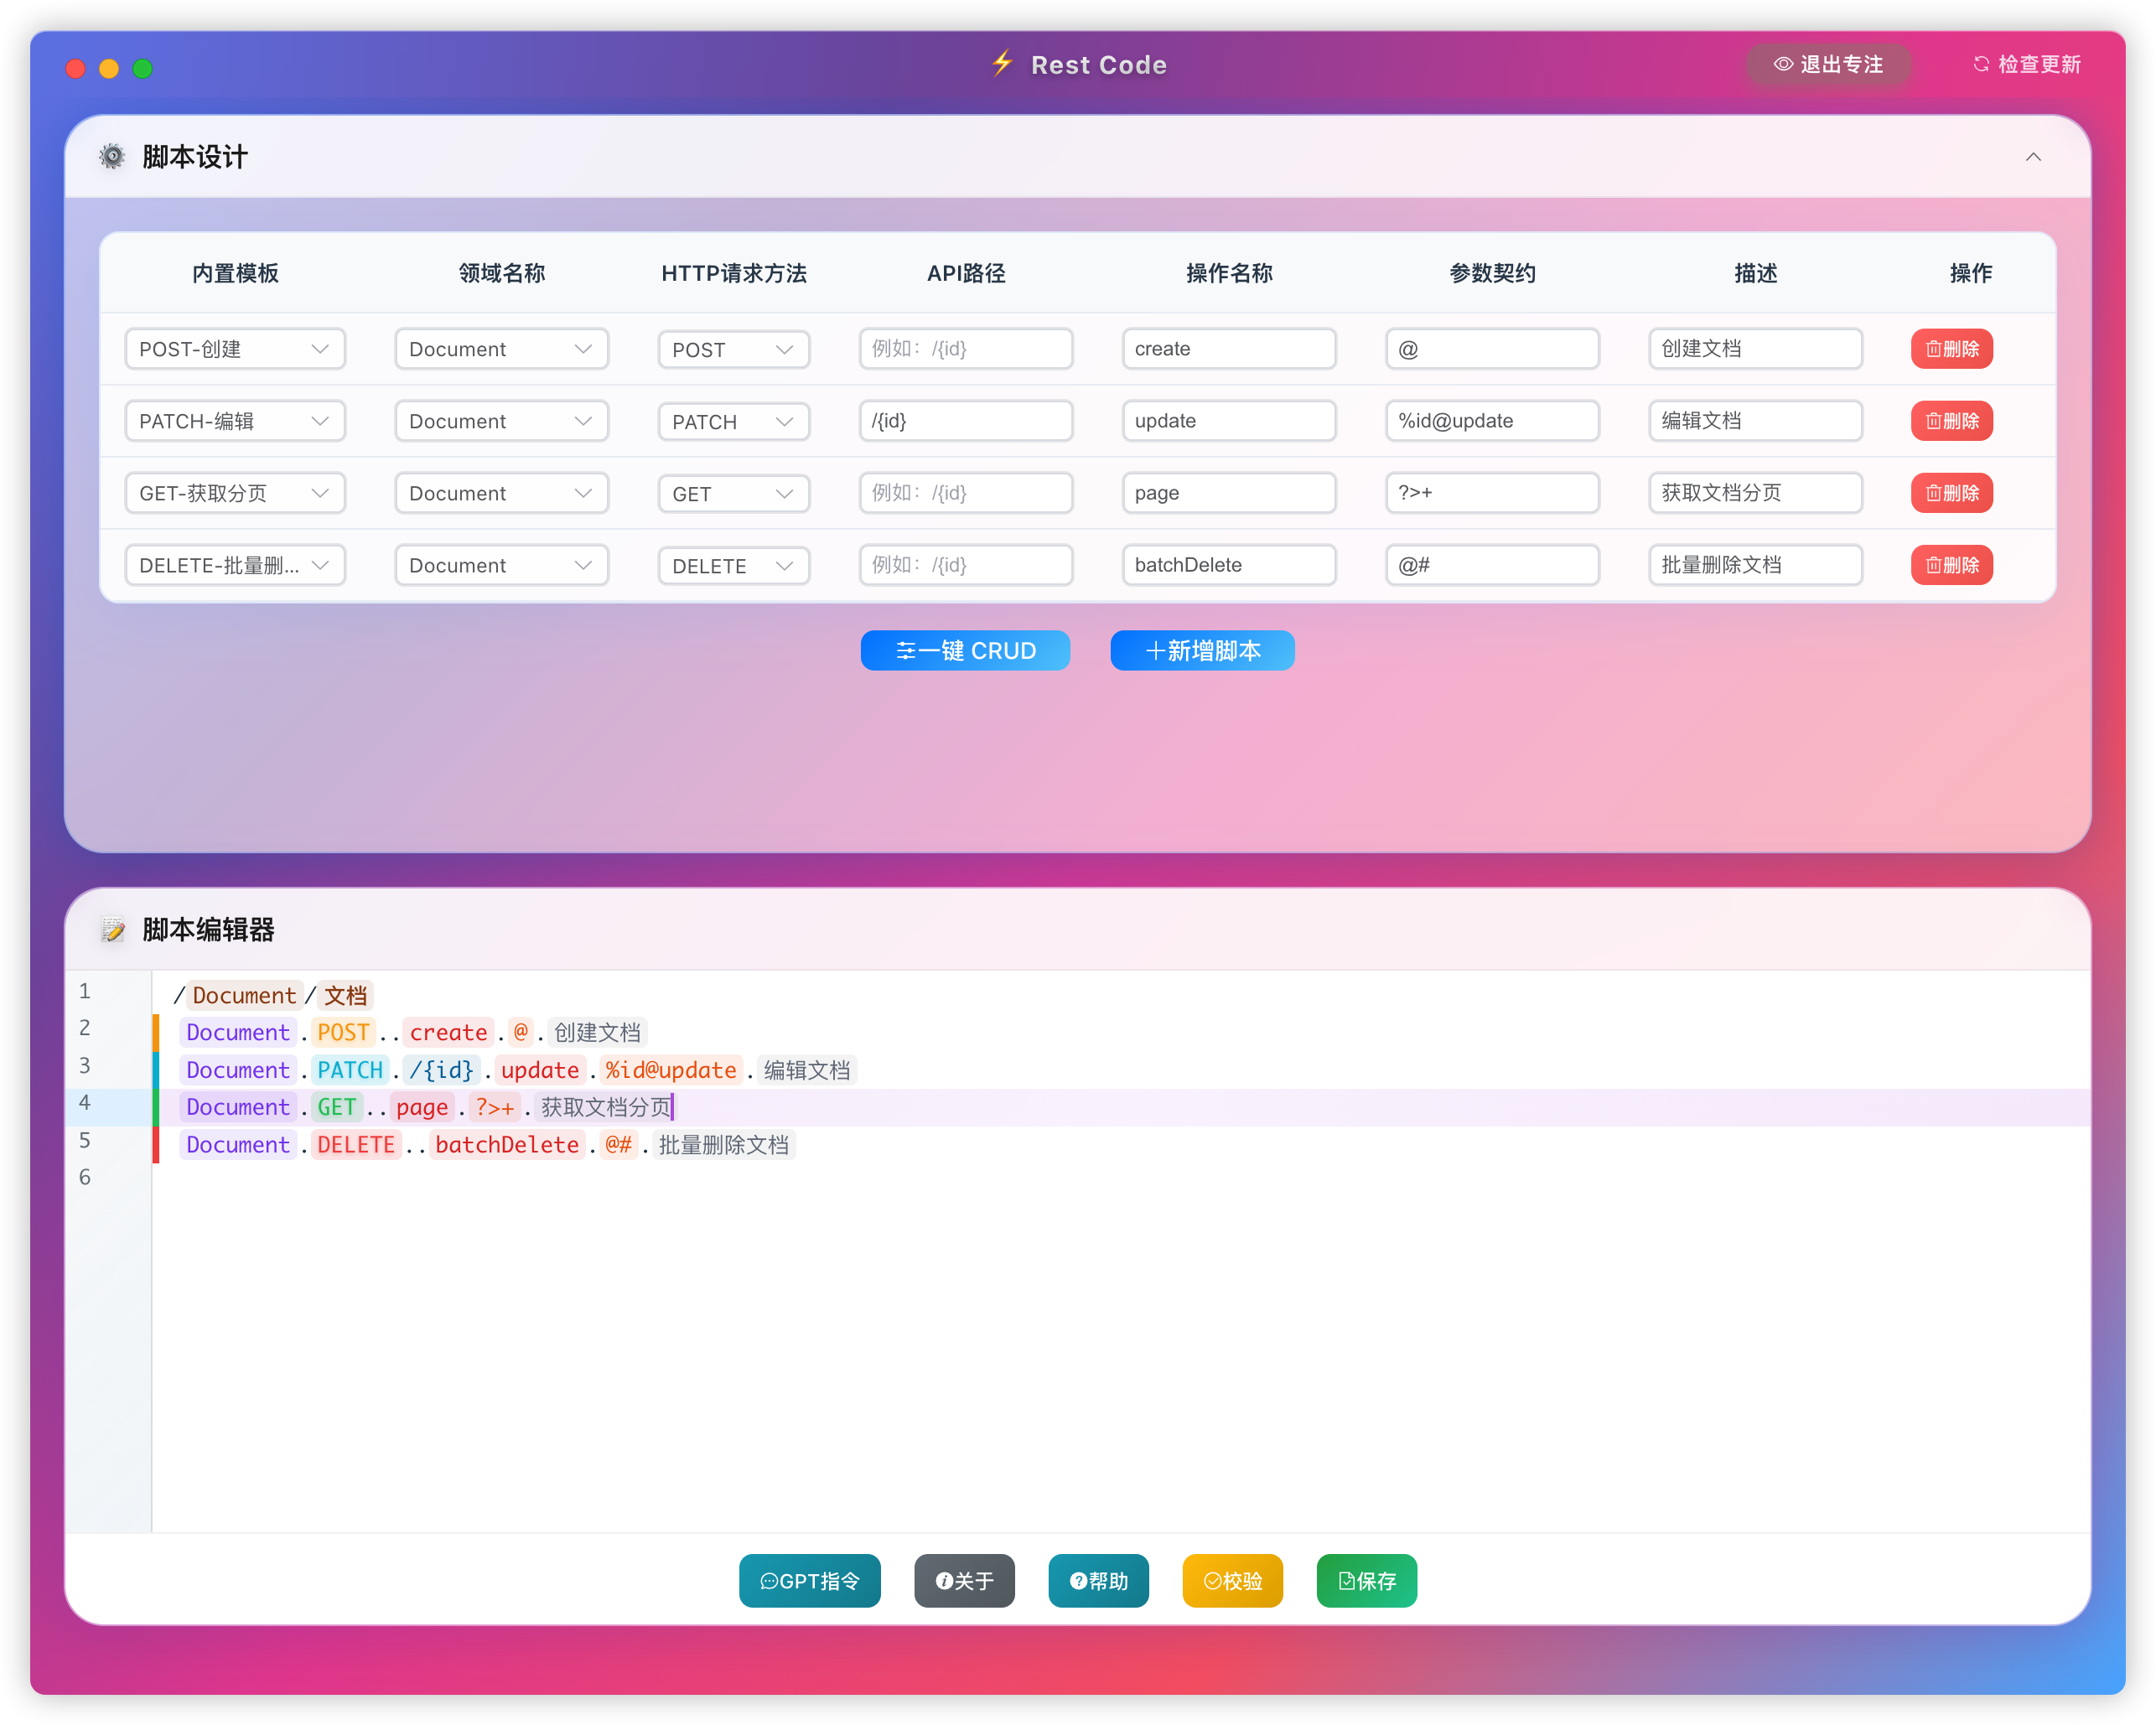 ⚡ Rest Code 退出专注 检查更新
脚本设计
内置模板 领域名称 HTTP请求方法 API路径 操作名称 参数契约 描述 操作
POST-创建 Document POST 例如：/{id} create @ 创建文档 删除
PATCH-编辑 Document PATCH /{id} update %id@update 编辑文档 删除
GET-获取分页 Document GET 例如：/{id} page ?>+ 获取文档分页 删除
DELETE-批量删... Document DELETE 例如：/{id} batchDelete @# 批量删除文档 删除
一键 CRUD 新增脚本
脚本编辑器
1 /Document/文档
2 Document.POST..create.@.创建文档
3 Document.PATCH./{id}.update.%id@update.编辑文档
4 Document.GET..page.?>+.获取文档分页
5 Document.DELETE..batchDelete.@#.批量删除文档
6
GPT指令 关于 帮助 校验 保存